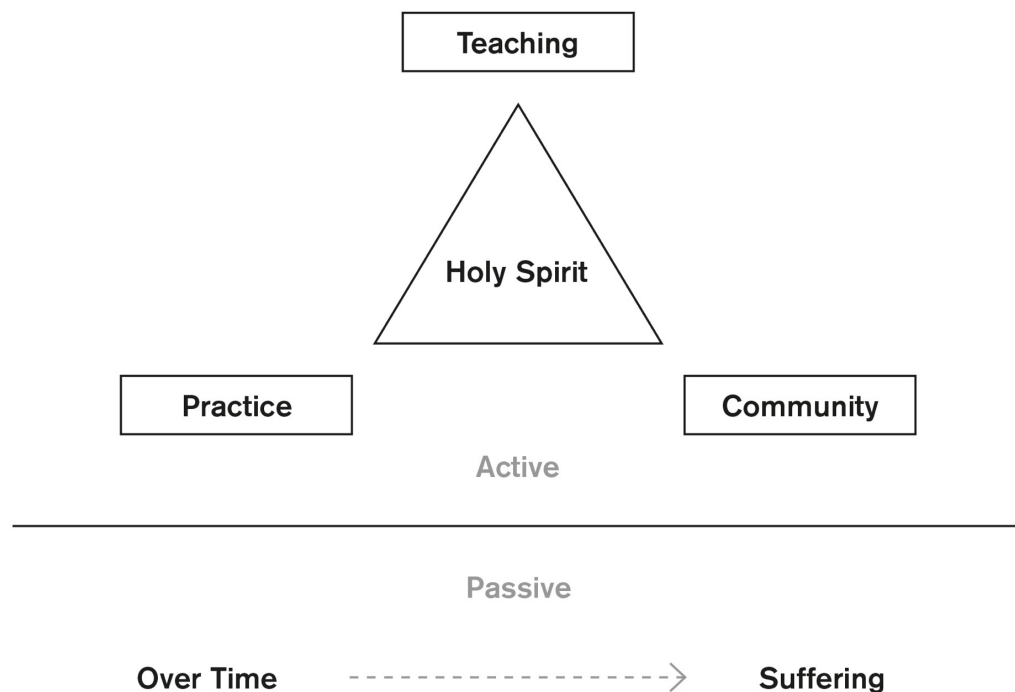 Teaching
Holy Spirit
Practice
Community
Active
Passive
Over Time
Suffering